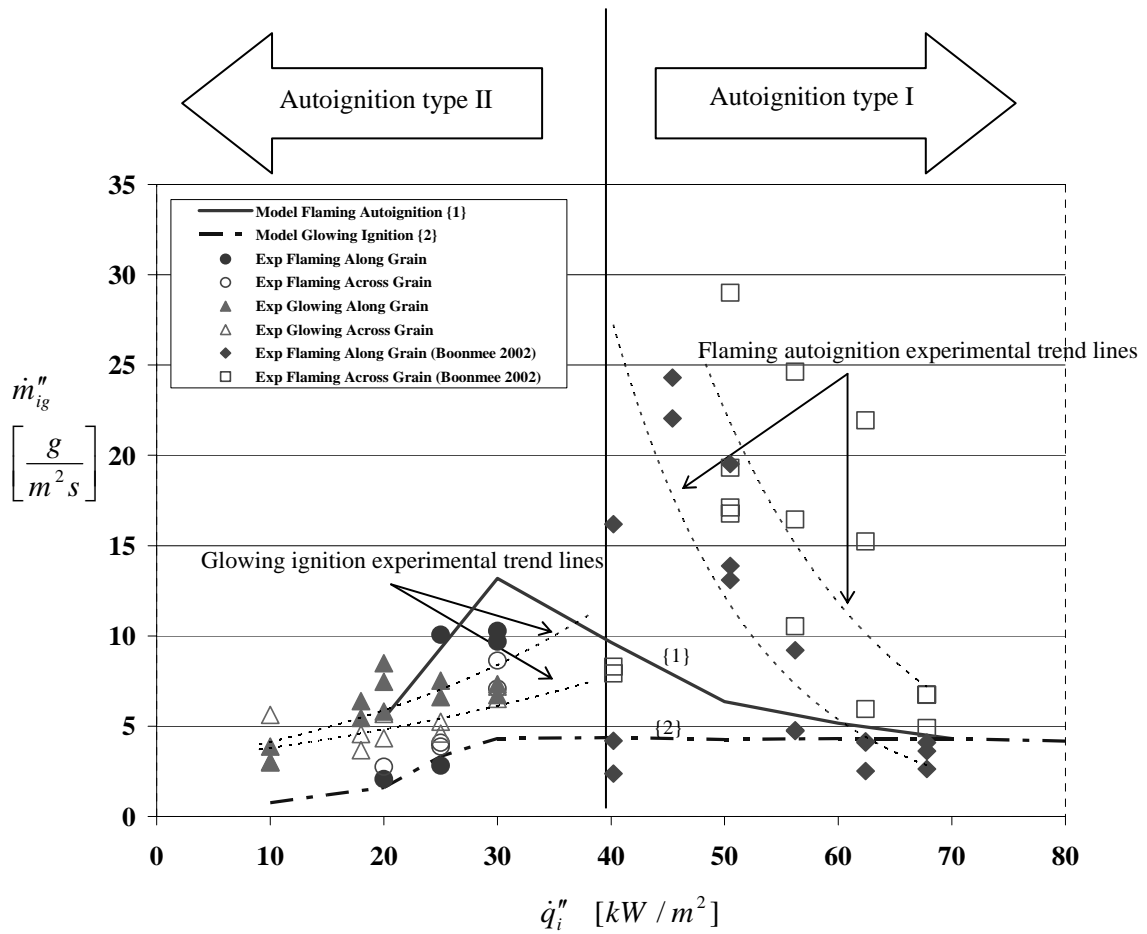 Autoignition type II
Autoignition type I
35
30
25
20
15
10
5
0
Model Flaming Autoignition {1}
Model Glowing Ignition {2}
Exp Flaming Along Grain
Exp Flaming Across Grain
Exp Glowing Along Grain
Exp Glowing Across Grain
Exp Flaming Along Grain (Boonmee 2002)
Exp Flaming Across Grain (Boonmee 2002)
Flaming autoignition experimental trend lines
Glowing ignition experimental trend lines
{1}
{2}
ṁ″ig
[g/m²s]
0 10 20 30 40 50 60 70 80
q̇″i [kW / m²]